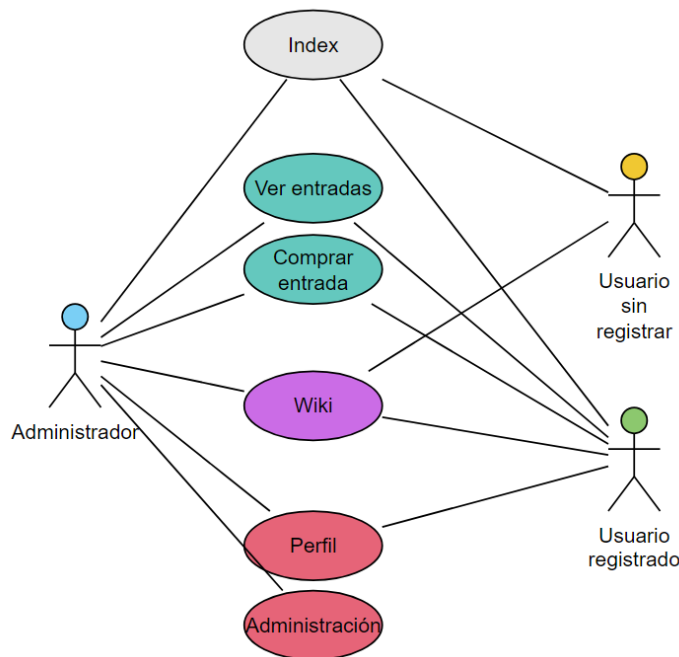 Index
Ver entradas
Comprar
entrada
Usuario
sin
registrar
Wiki
Administrador
Perfil
Usuario
registrado
Administración